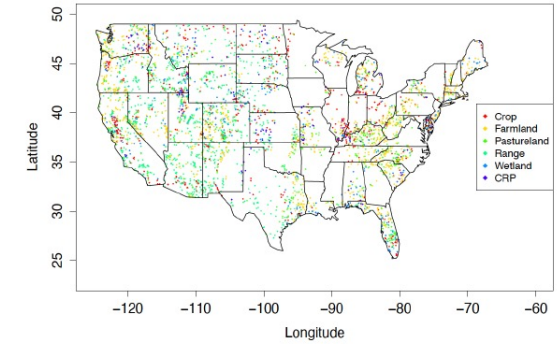 50
45
40
35
30
25
Latitude
Crop
Farmland
Pastureland
Range
Wetland
CRP
−120 −110 −100 −90 −80 −70 −60
Longitude